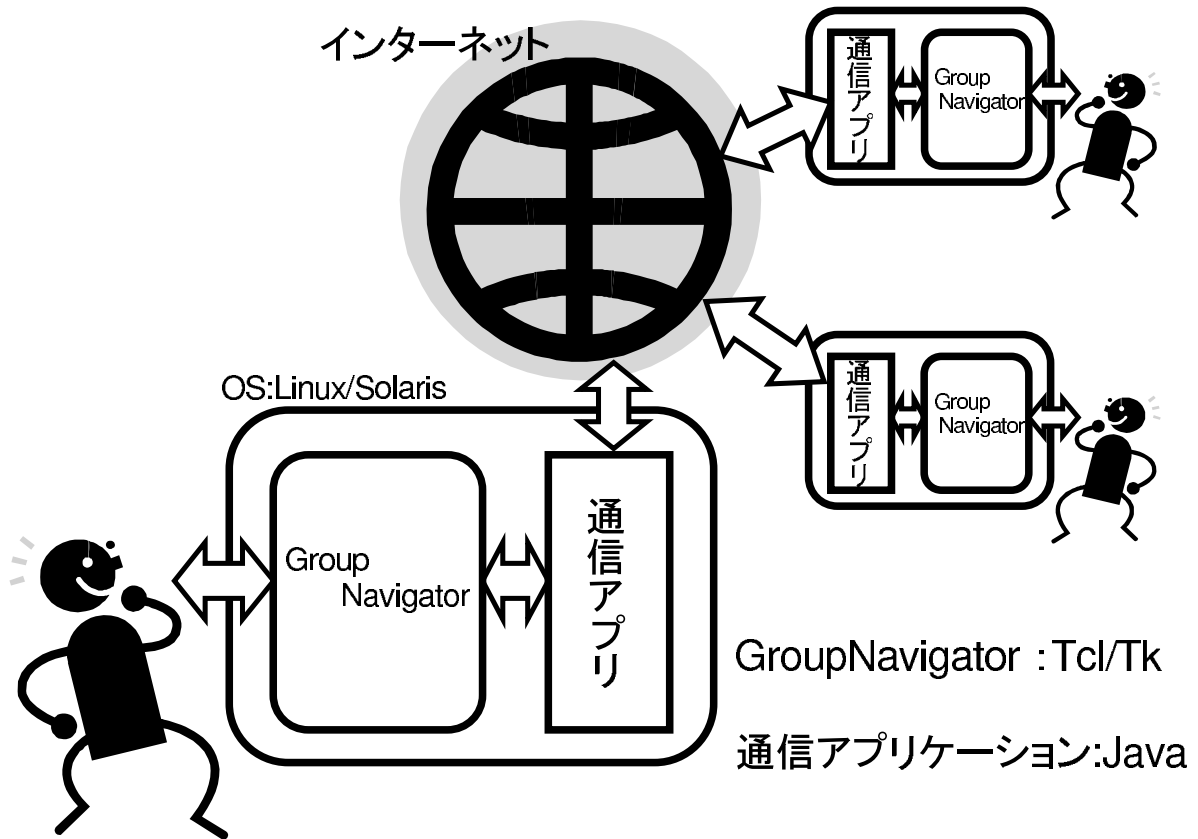 インターネット
通信アプリ
Group
Navigator
OS:Linux/Solaris
通信アプリ
Group
Navigator
Group
Navigator
通信アプリ
GroupNavigator : Tcl/Tk
通信アプリケーション:Java